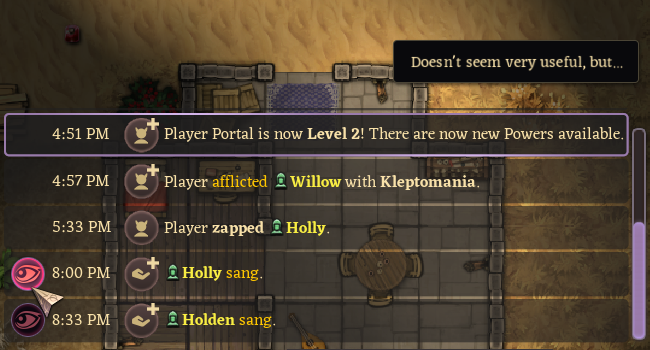 Doesn't seem very useful, but...
4:51 PM Player Portal is now Level 2! There are now new Powers available.
4:57 PM Player afflicted Willow with Kleptomania.
5:33 PM Player zapped Holly.
8:00 PM Holly sang.
8:33 PM Holden sang.